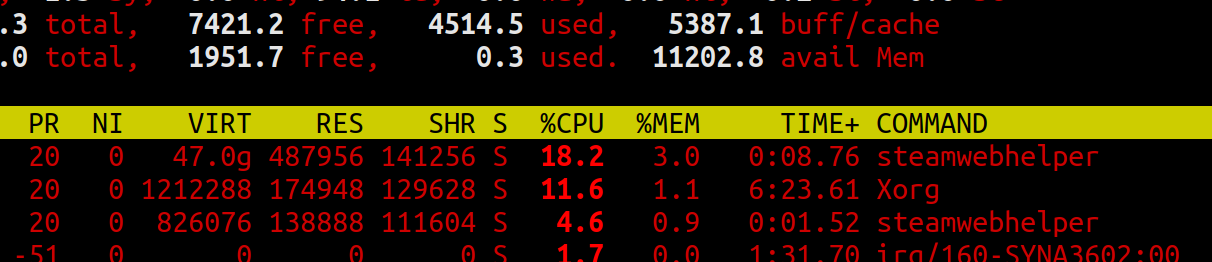 .3 total, 7421.2 free, 4514.5 used, 5387.1 buff/cache
.0 total, 1951.7 free, 0.3 used. 11202.8 avail Mem
PR NI VIRT RES SHR S %CPU %MEM TIME+ COMMAND
20 0 47.0g 487956 141256 S 18.2 3.0 0:08.76 steamwebhelper
20 0 1212288 174948 129628 S 11.6 1.1 6:23.61 Xorg
20 0 826076 138888 111604 S 4.6 0.9 0:01.52 steamwebhelper
-51 0 0 0 0 S 1.7 0.0 1:31.70 irq/160-SYNA3602:00